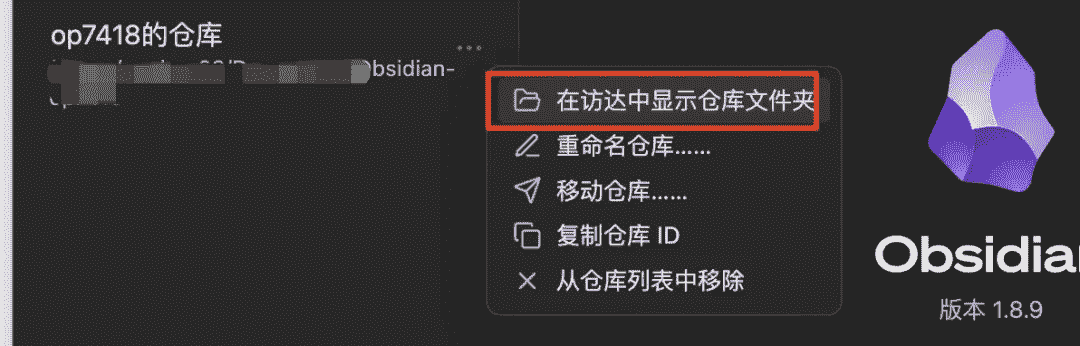 op7418的仓库
Obsidian-
在访达中显示仓库文件夹
重命名仓库......
移动仓库......
复制仓库 ID
从仓库列表中移除
Obsidian
版本 1.8.9